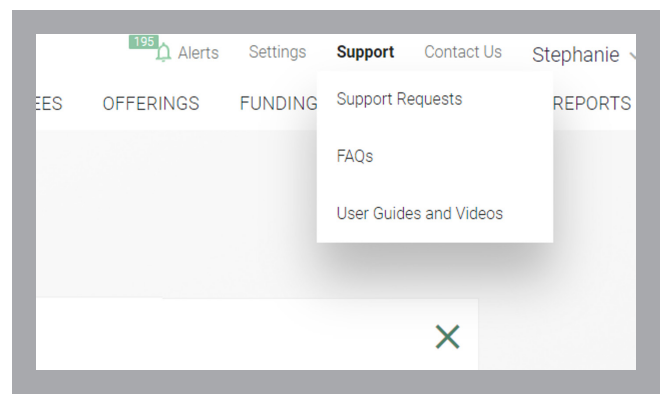 195 Alerts Settings Support Contact Us Stephanie
EES OFFERINGS FUNDING REPORTS
Support Requests
FAQs
User Guides and Videos